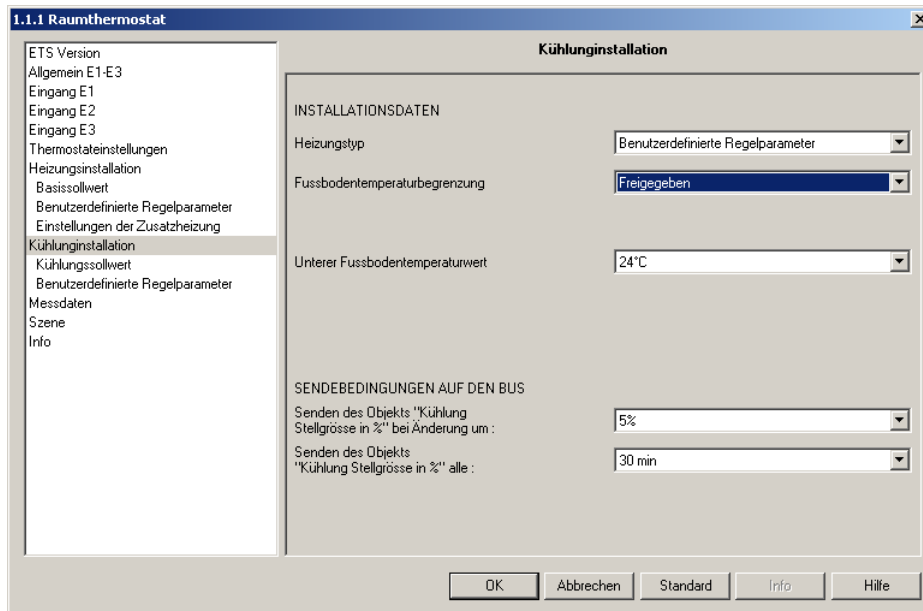 1.1.1 Raumthermostat
ETS Version
Allgemein E1-E3
Eingang E1
Eingang E2
Eingang E3
Thermostateinstellungen
Heizungsinstallation
Basissollwert
Benutzerdefinierte Regelparameter
Einstellungen der Zusatzheizung
Kühlunginstallation
Kühlungssollwert
Benutzerdefinierte Regelparameter
Messdaten
Szene
Info
Kühlunginstallation
INSTALLATIONSDATEN
Heizungstyp
Benutzerdefinierte Regelparameter
Fussbodentemperaturbegrenzung
Freigegeben
Unterer Fussbodentemperaturwert
24°C
SENDEBEDINGUNGEN AUF DEN BUS
Senden des Objekts "Kühlung
Stellgrösse in %" bei Änderung um :
5%
Senden des Objekts
"Kühlung Stellgrösse in %" alle :
30 min
OK
Abbrechen
Standard
Info
Hilfe